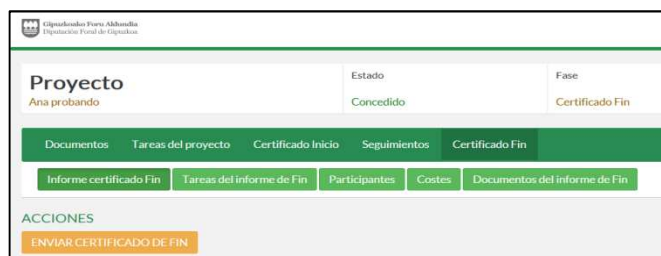 Gipuzkoako Foru Aldundia
Diputación Foral de Gipuzkoa
Proyecto
Ana probando
Estado
Concedido
Fase
Certificado Fin
Documentos Tareas del proyecto Certificado Inicio Seguimientos Certificado Fin
Informe certificado Fin Tareas del informe de Fin Participantes Costes Documentos del informe de Fin
ACCIONES
ENVIAR CERTIFICADO DE FIN